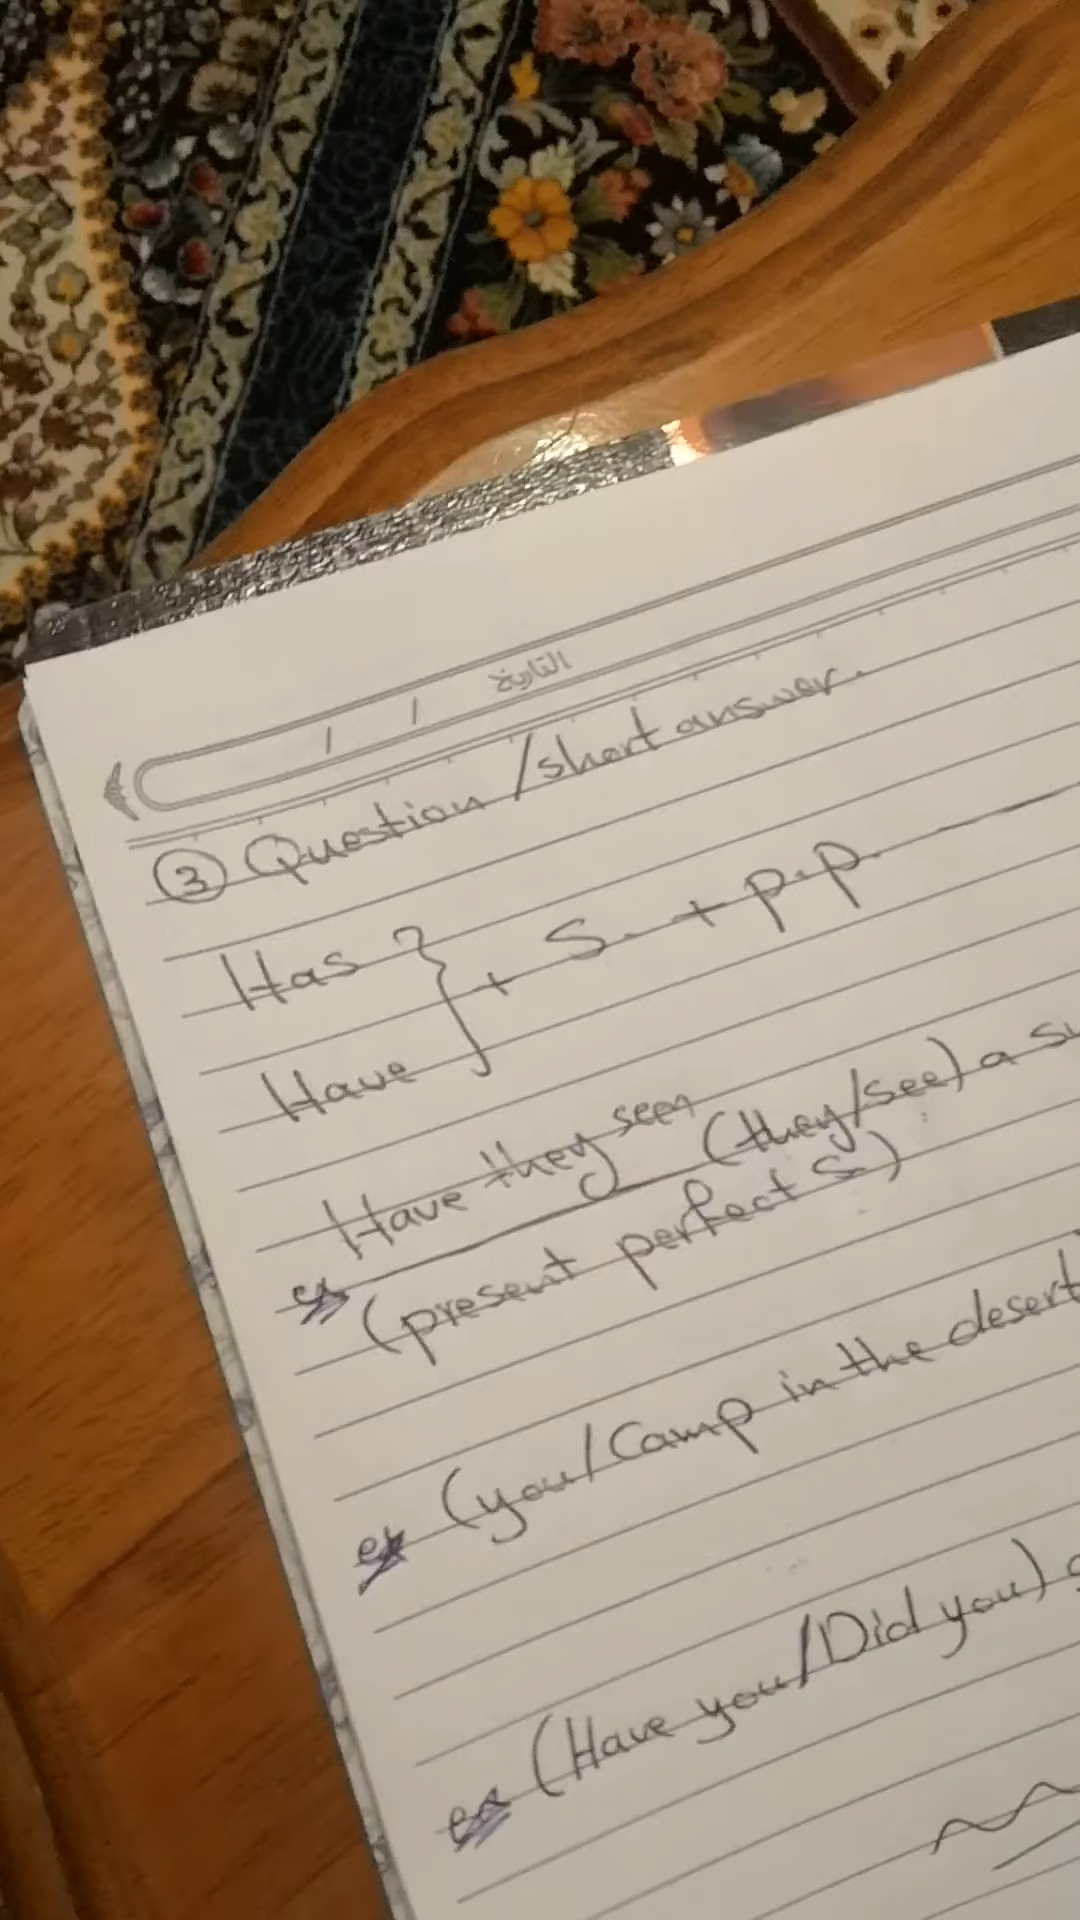 التاريخ / /
③ Question / short answer.
Has
Have } + S. + p.p.
Have they seen (they/see) a
(present perfect S.)
ex
(you/Camp in the desert
ex
(Have you/Did you)
ex